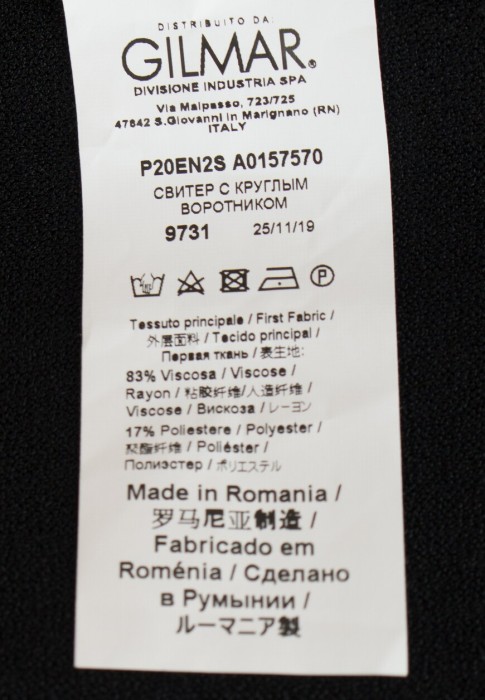 DISTRIBUITO DA:
GILMAR®
DIVISIONE INDUSTRIA SPA
Via Malpasso, 723/725
47842 S.Giovanni in Marignano (RN)
ITALY
P20EN2S A0157570
СВИТЕР С КРУГЛЫМ
ВОРОТНИКОМ
9731 25/11/19
P
Tessuto principale / First Fabric /
外层面料 / Tecido principal /
Первая ткань / 表生地:
83% Viscosa / Viscose /
Rayon / 粘胶纤维/人造纤维 /
Viscose / Вискоза / レーヨン
17% Poliestere / Polyester /
聚酯纤维 / Poliéster /
Полиэстер / ポリエステル
Made in Romania /
罗马尼亚制造 /
Fabricado em
Roménia / Сделано
в Румынии /
ルーマニア製